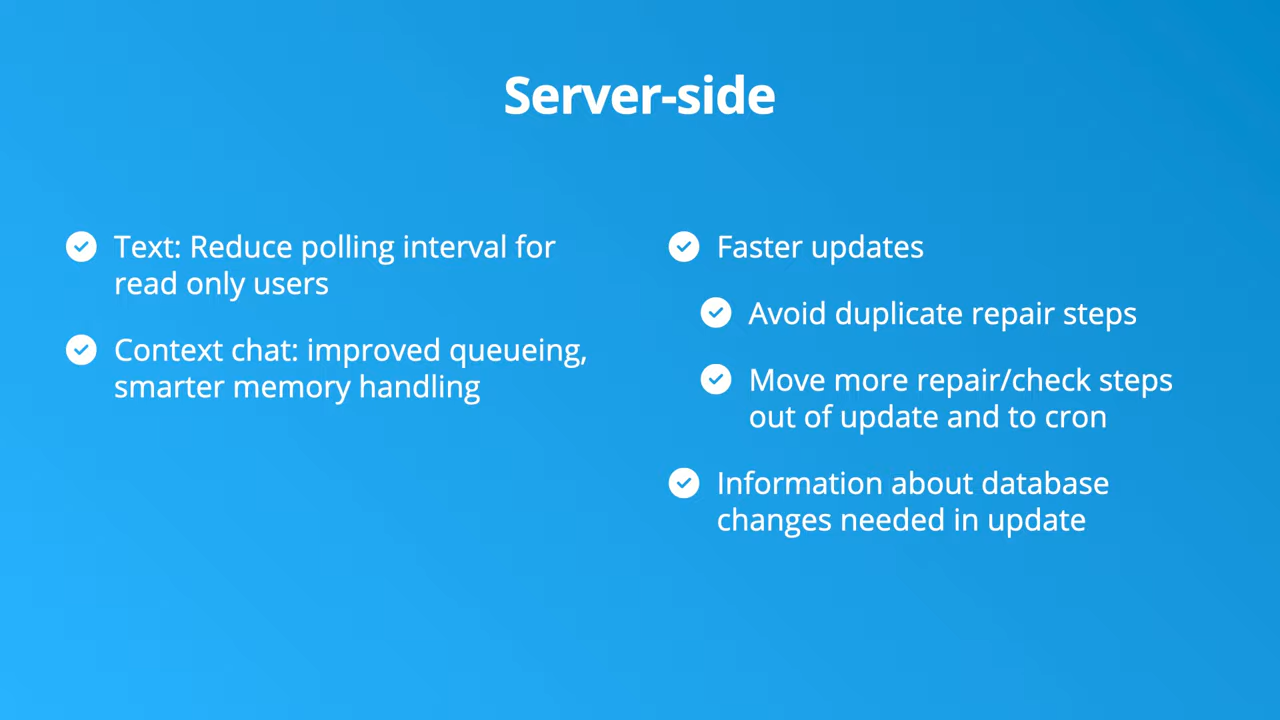 Server-side
Text: Reduce polling interval for
read only users
Context chat: improved queueing,
smarter memory handling
Faster updates
Avoid duplicate repair steps
Move more repair/check steps
out of update and to cron
Information about database
changes needed in update